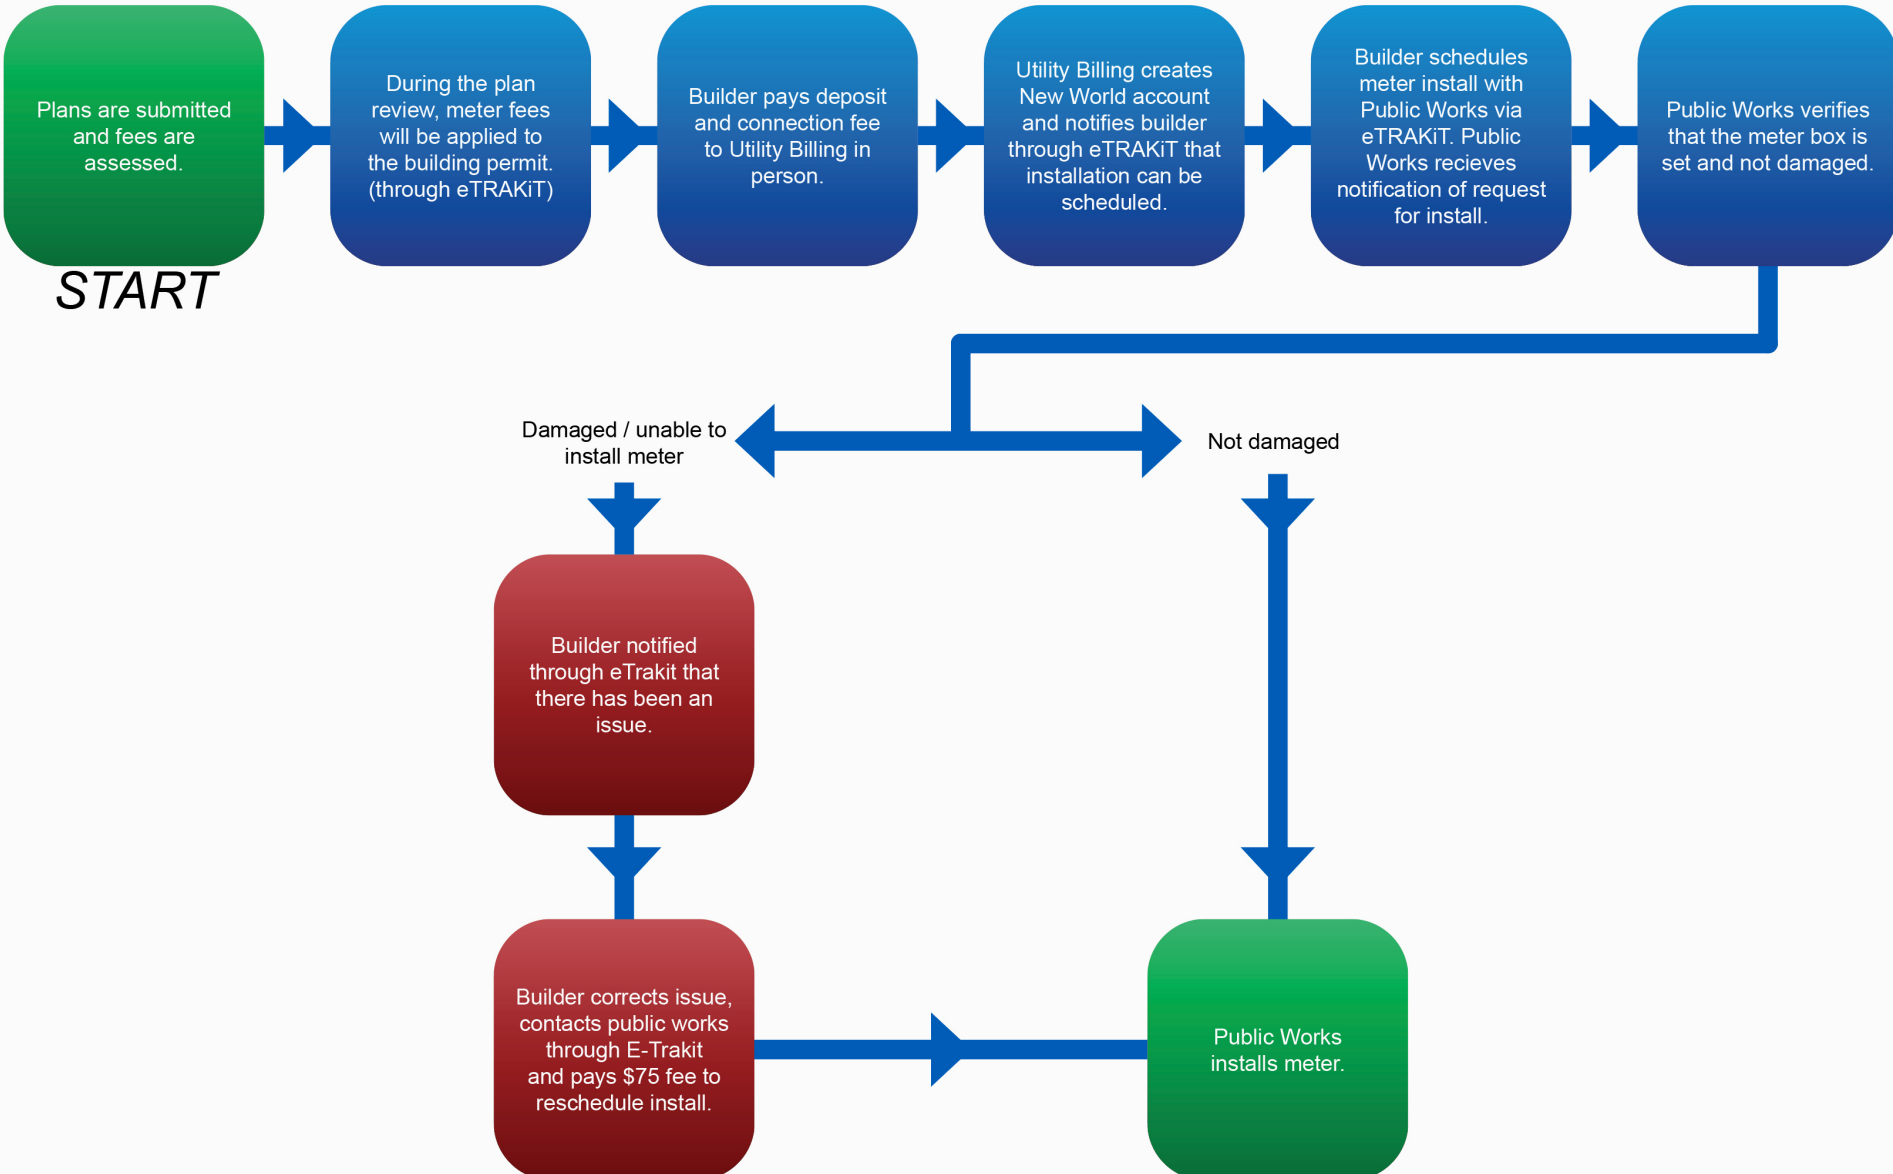 Plans are submitted
and fees are
assessed.
START
During the plan
review, meter fees
will be applied to
the building permit.
(through eTRAKiT)
Builder pays deposit
and connection fee
to Utility Billing in
person.
Utility Billing creates
New World account
and notifies builder
through eTRAKiT that
installation can be
scheduled.
Builder schedules
meter install with
Public Works via
eTRAKiT. Public
Works recieves
notification of request
for install.
Public Works verifies
that the meter box is
set and not damaged.
Damaged / unable to
install meter
Not damaged
Builder notified
through eTrakit that
there has been an
issue.
Builder corrects issue,
contacts public works
through E-Trakit
and pays $75 fee to
reschedule install.
Public Works
installs meter.